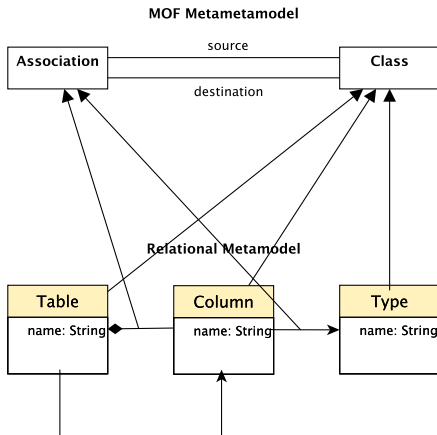 MOF Metametamodel
source
Association
Class
destination
Relational Metamodel
Table
Column
Type
name: String
name: String
name: String